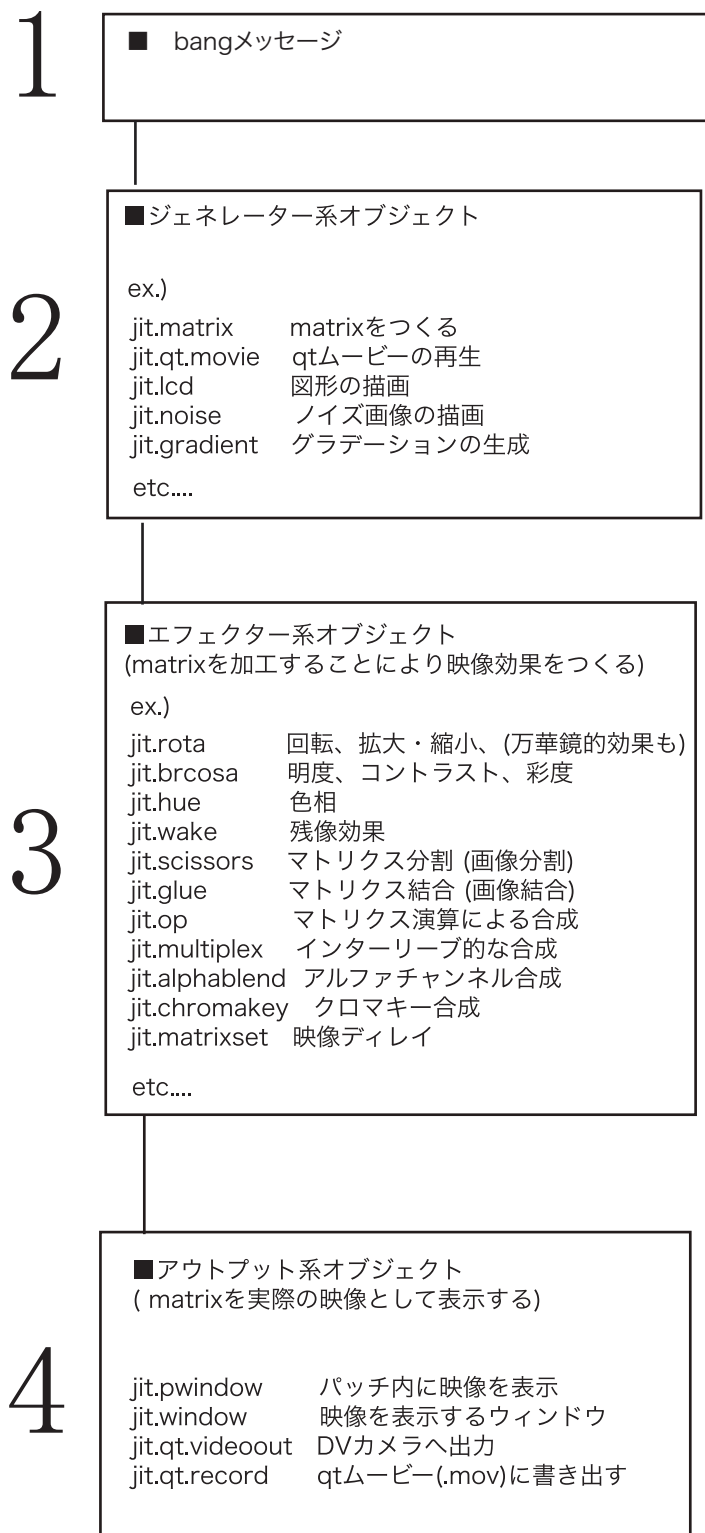 1
■ bangメッセージ
2
■ジェネレーター系オブジェクト
ex.)
jit.matrix matrixをつくる
jit.qt.movie qtムービーの再生
jit.lcd 図形の描画
jit.noise ノイズ画像の描画
jit.gradient グラデーションの生成
etc....
3
■エフェクター系オブジェクト
(matrixを加工することにより映像効果をつくる)
ex.)
jit.rota 回転、拡大・縮小、(万華鏡的効果も)
jit.brcosa 明度、コントラスト、彩度
jit.hue 色相
jit.wake 残像効果
jit.scissors マトリクス分割 (画像分割)
jit.glue マトリクス結合 (画像結合)
jit.op マトリクス演算による合成
jit.multiplex インターリーブ的な合成
jit.alphablend アルファチャンネル合成
jit.chromakey クロマキー合成
jit.matrixset 映像ディレイ
etc....
4
■アウトプット系オブジェクト
( matrixを実際の映像として表示する)
jit.pwindow パッチ内に映像を表示
jit.window 映像を表示するウィンドウ
jit.qt.videoout DVカメラへ出力
jit.qt.record qtムービー(.mov)に書き出す